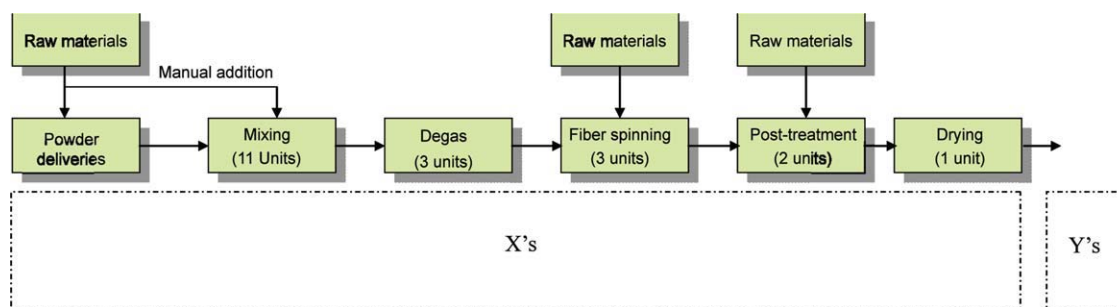 Raw materials
Raw materials
Raw materials
Manual addition
Powder
deliveries
Mixing
(11 Units)
Degas
(3 units)
Fiber spinning
(3 units)
Post-treatment
(2 units)
Drying
(1 unit)
X's
Y's